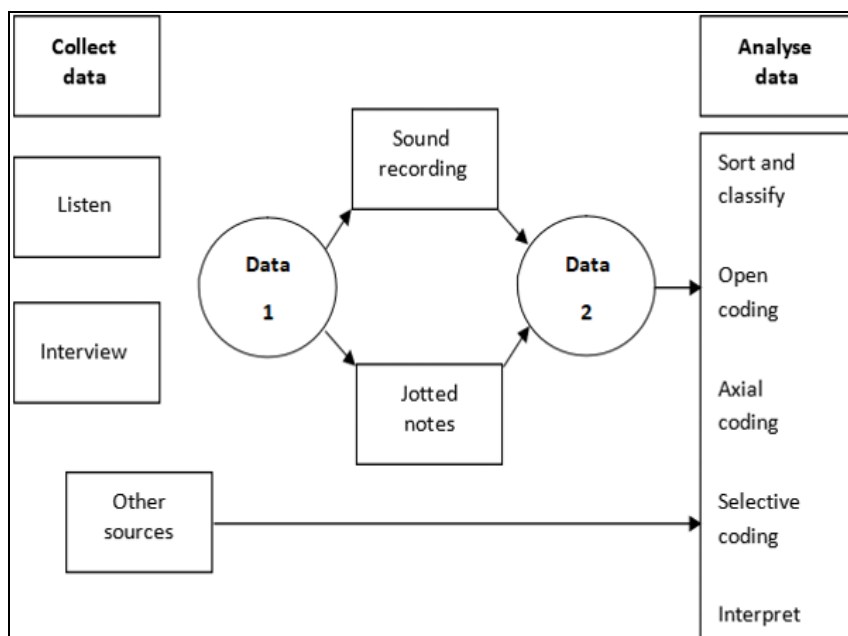 Collect
data
Listen
Interview
Other
sources
Data
1
Sound
recording
Jotted
notes
Data
2
Analyse
data
Sort and
classify
Open
coding
Axial
coding
Selective
coding
Interpret